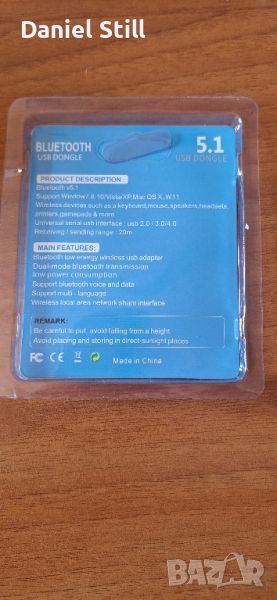 Daniel Still
BLUETOOTH
USB DONGLE
5.1
USB DONGLE
PRODUCT DESCRIPTION :
Bluetooth v5.1
Support Window7.8.10/Vista/XP,Mac OS X ,W11
Wireless devices such as a keyboard,mouse,speakers,headsets,
printers,gamepads & more
Universal serial usb interface : usb 2.0 / 3.0/4.0
Receiving / sending range : 20m
MAIN FEATURES:
Bluetooth low energy wireless usb adapter
Dual-mode bluetooth transmission
low power consumption
Support bluetooth voice and data
Support multi - language
Wireless local area network share interface
REMARK:
Be careful to put, avoid falling from a height
Avoid placing and storing in direct-sunlight places
FC CE
Made in China
BAZAR
bazar.bg